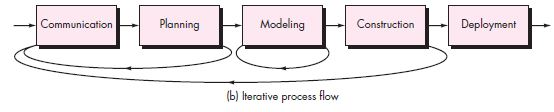 Communication
Planning
Modeling
Construction
Deployment
(b) Iterative process flow